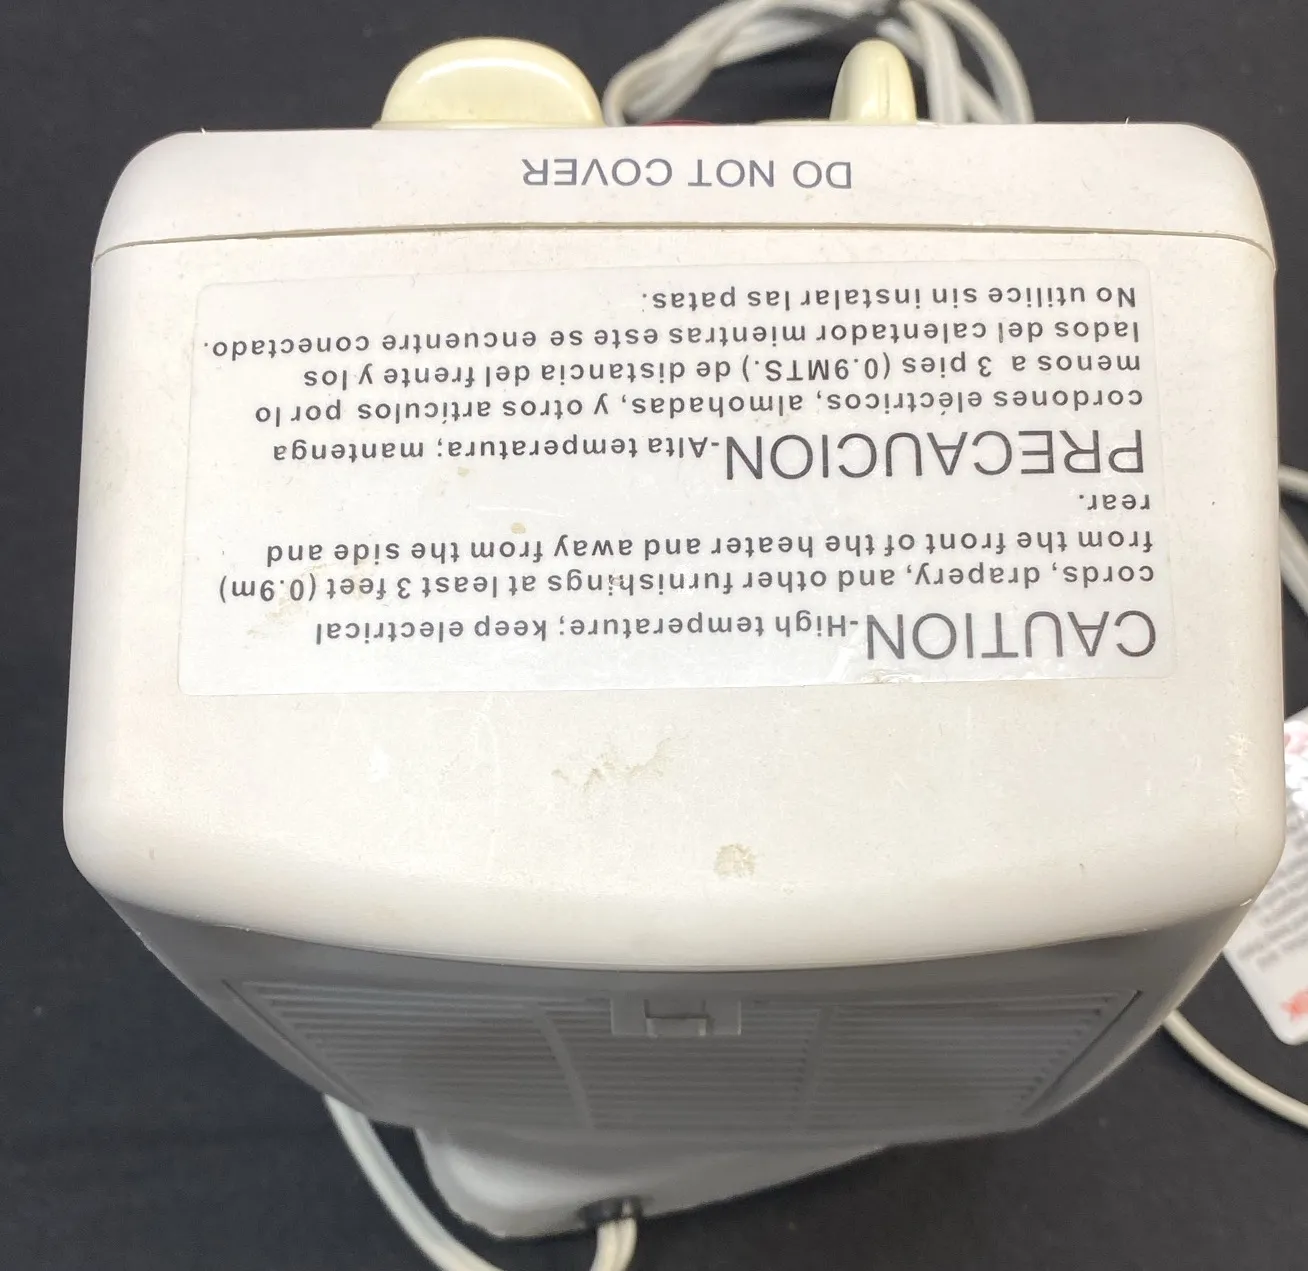 CAUTION-High temperature; keep electrical
cords, drapery, and other furnishings at least 3 feet (0.9m)
from the front of the heater and away from the side and
rear.
PRECAUCION-Alta temperatura; mantenga
cordones eléctricos, almohadas, y otros artículos por lo
menos a 3 pies (0.9MTS.) de distancia del frente y los
lados del calentador mientras este se encuentre conectado.
No utilice sin instalar las patas.
DO NOT COVER